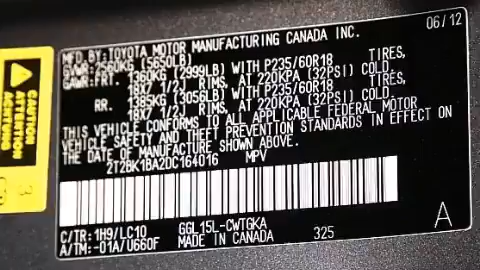 06/12
MFD. BY: TOYOTA MOTOR MANUFACTURING CANADA INC.
GVWR: 2560KG (5650LB)
GAWR: FRT. 1360KG (2999LB) WITH P235/60R18 TIRES,
18X7 1/2J RIMS, AT 220KPA (32PSI) COLD.
RR. 1385KG (3056LB) WITH P235/60R18 TIRES,
18X7 1/2J RIMS, AT 220KPA (32PSI) COLD.
THIS VEHICLE CONFORMS TO ALL APPLICABLE FEDERAL MOTOR
VEHICLE SAFETY AND THEFT PREVENTION STANDARDS IN EFFECT ON
THE DATE OF MANUFACTURE SHOWN ABOVE.
2T2BK1BA2DC164016 MPV
C/TR: 1H9/LC10 GGL15L-CWTGKA
A/TM: -01A/U660F MADE IN CANADA 325
A
CAUTION
ATTENTION
ACHTUNG